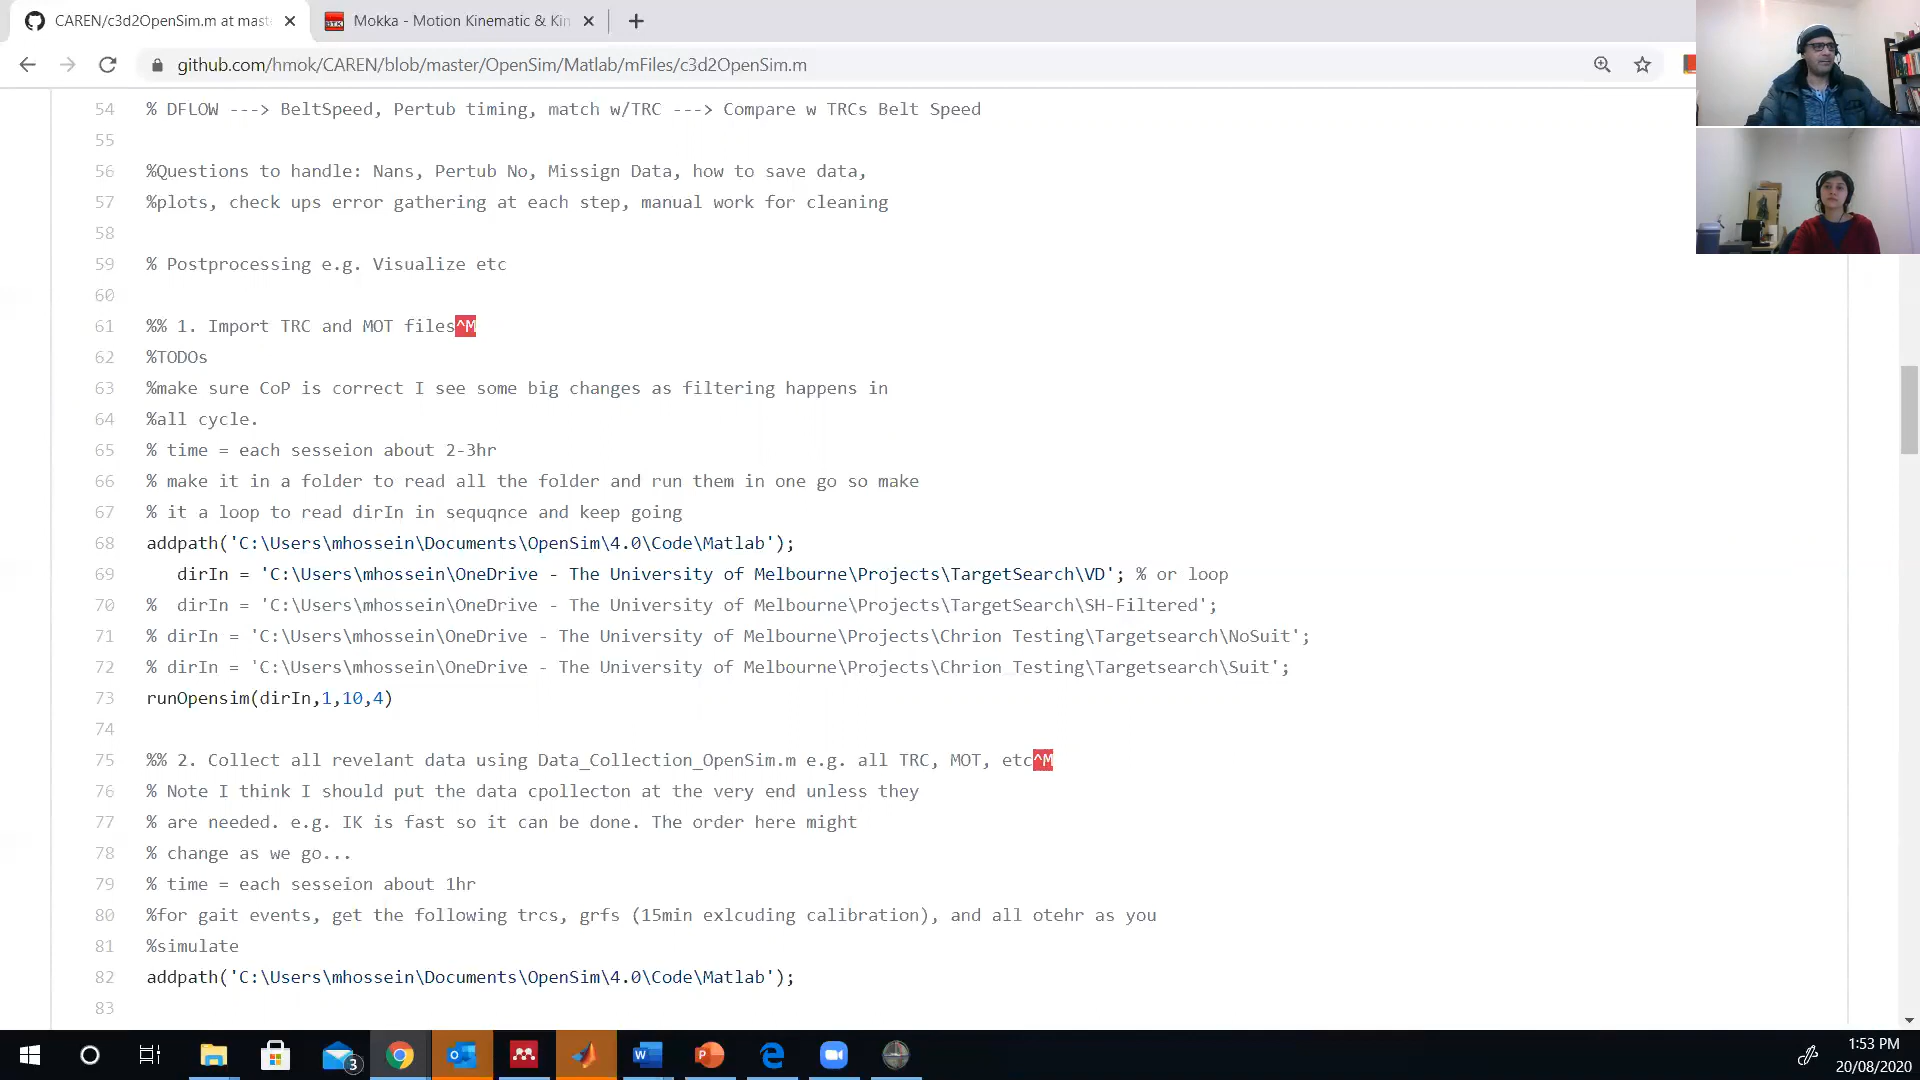 CAREN/c3d2OpenSim.m at mast
Mokka - Motion Kinematic & Kin
github.com/hmok/CAREN/blob/master/OpenSim/Matlab/mFiles/c3d2OpenSim.m
54 % DFLOW ---> BeltSpeed, Pertub timing, match w/TRC ---> Compare w TRCs Belt Speed
55
56 %Questions to handle: Nans, Pertub No, Missign Data, how to save data,
57 %plots, check ups error gathering at each step, manual work for cleaning
58
59 % Postprocessing e.g. Visualize etc
60
61 %% 1. Import TRC and MOT files^M
62 %TODOs
63 %make sure CoP is correct I see some big changes as filtering happens in
64 %all cycle.
65 % time = each sesseion about 2-3hr
66 % make it in a folder to read all the folder and run them in one go so make
67 % it a loop to read dirIn in sequqnce and keep going
68 addpath('C:\Users\mhossein\Documents\OpenSim\4.0\Code\Matlab');
69 dirIn = 'C:\Users\mhossein\OneDrive - The University of Melbourne\Projects\TargetSearch\VD'; % or loop
70 % dirIn = 'C:\Users\mhossein\OneDrive - The University of Melbourne\Projects\TargetSearch\SH-Filtered';
71 % dirIn = 'C:\Users\mhossein\OneDrive - The University of Melbourne\Projects\Chrion Testing\Targetsearch\NoSuit';
72 % dirIn = 'C:\Users\mhossein\OneDrive - The University of Melbourne\Projects\Chrion Testing\Targetsearch\Suit';
73 runOpensim(dirIn,1,10,4)
74
75 %% 2. Collect all revelant data using Data_Collection_OpenSim.m e.g. all TRC, MOT, etc^M
76 % Note I think I should put the data cpollecton at the very end unless they
77 % are needed. e.g. IK is fast so it can be done. The order here might
78 % change as we go...
79 % time = each sesseion about 1hr
80 %for gait events, get the following trcs, grfs (15min exlcuding calibration), and all otehr as you
81 %simulate
82 addpath('C:\Users\mhossein\Documents\OpenSim\4.0\Code\Matlab');
83
3
1:53 PM
20/08/2020